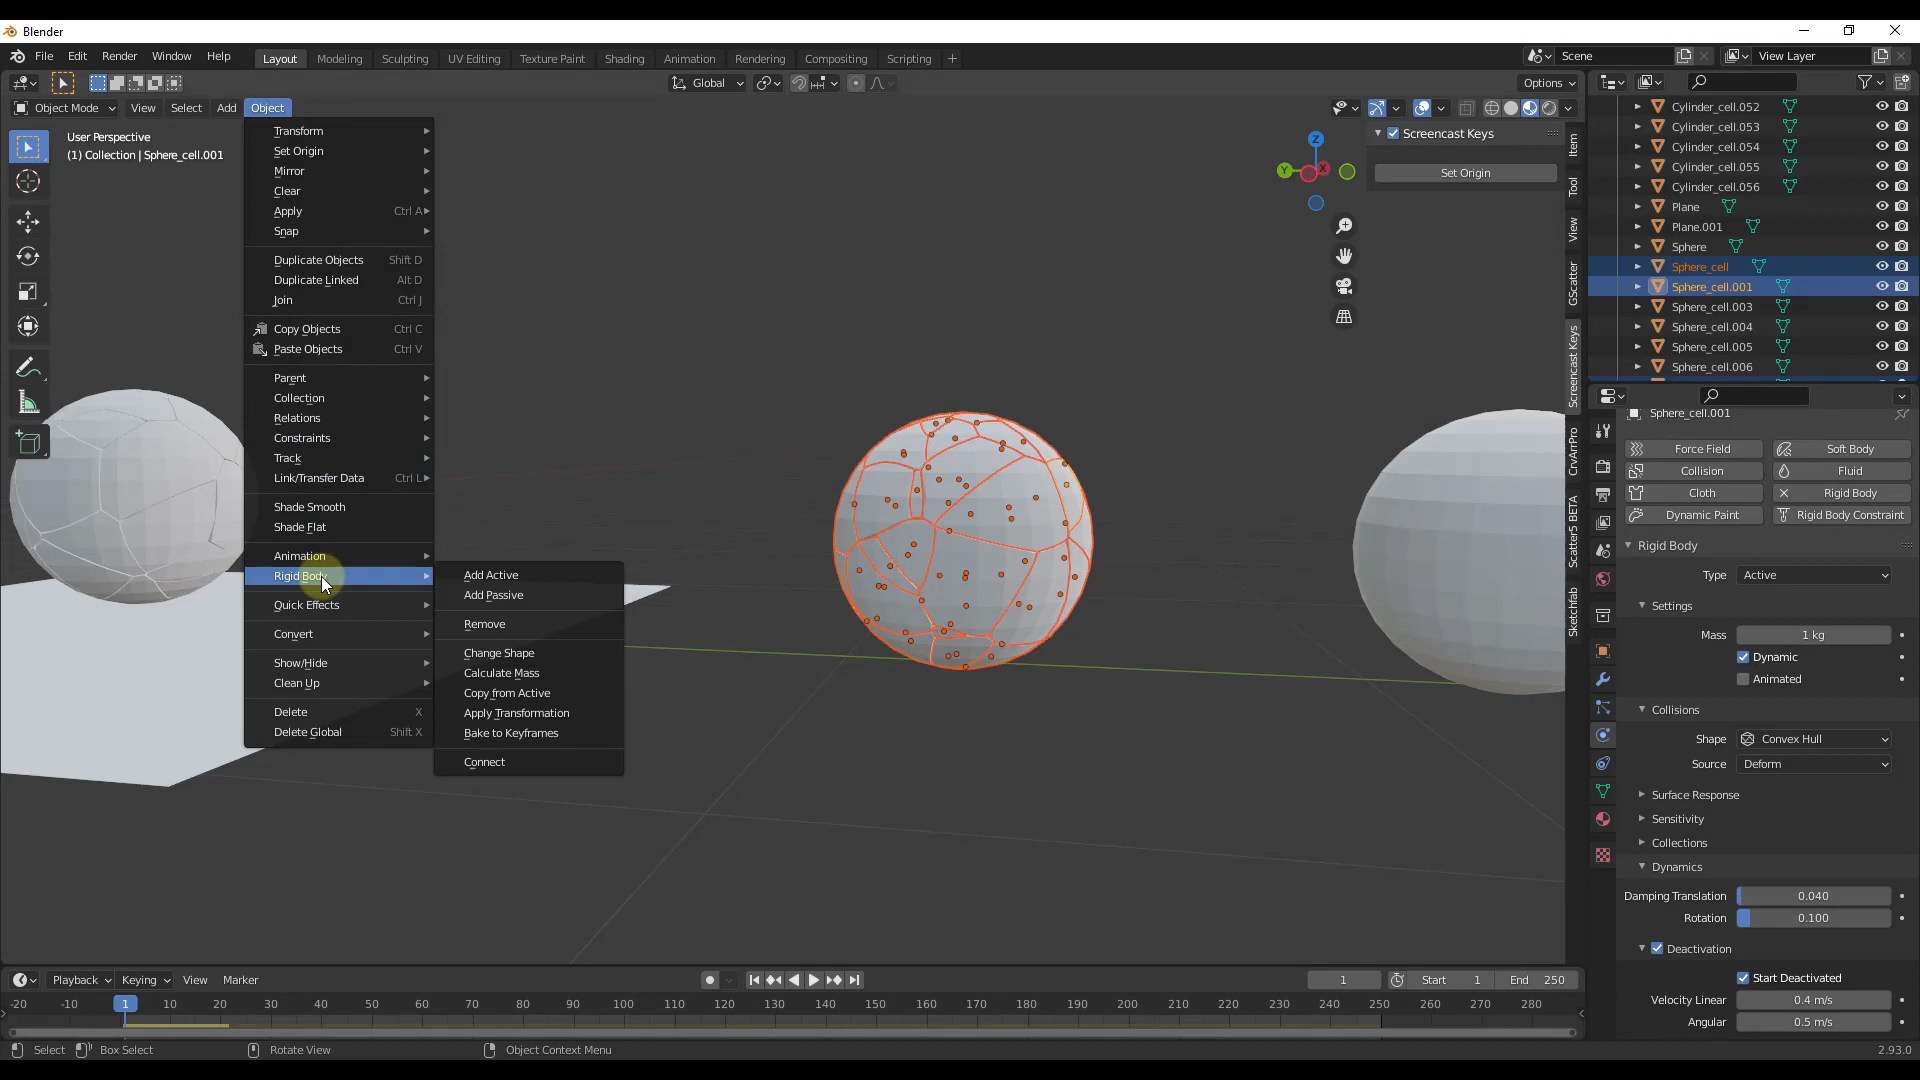 Blender
File Edit Render Window Help
Layout Modeling Sculpting UV Editing Texture Paint Shading Animation Rendering Compositing Scripting +
Scene
View Layer
Global
Options
Object Mode View Select Add Object
User Perspective
(1) Collection | Sphere_cell.001
Transform
Set Origin
Mirror
Clear
Apply Ctrl A
Snap
Duplicate Objects Shift D
Duplicate Linked Alt D
Join Ctrl J
Copy Objects Ctrl C
Paste Objects Ctrl V
Parent
Collection
Relations
Constraints
Track
Link/Transfer Data Ctrl L
Shade Smooth
Shade Flat
Animation
Rigid Body
Quick Effects
Convert
Show/Hide
Clean Up
Delete X
Delete Global Shift X
Add Active
Add Passive
Remove
Change Shape
Calculate Mass
Copy from Active
Apply Transformation
Bake to Keyframes
Connect
Z
Y
X
Screencast Keys
Set Origin
Item
Tool
View
GScatter
Screencast Keys
CrvArrPro
Scatter5 BETA
Sketchfab
Cylinder_cell.052
Cylinder_cell.053
Cylinder_cell.054
Cylinder_cell.055
Cylinder_cell.056
Plane
Plane.001
Sphere
Sphere_cell
Sphere_cell.001
Sphere_cell.003
Sphere_cell.004
Sphere_cell.005
Sphere_cell.006
Sphere_cell.001
Force Field Soft Body
Collision Fluid
Cloth Rigid Body
Dynamic Paint Rigid Body Constraint
Rigid Body
Type Active
Settings
Mass 1 kg
Dynamic
Animated
Collisions
Shape Convex Hull
Source Deform
Surface Response
Sensitivity
Collections
Dynamics
Damping Translation 0.040
Rotation 0.100
Deactivation
Start Deactivated
Velocity Linear 0.4 m/s
Angular 0.5 m/s
Playback Keying View Marker
1 Start 1 End 250
-20 -10 1 10 20 30 40 50 60 70 80 90 100 110 120 130 140 150 160 170 180 190 200 210 220 230 240 250 260 270 280
Select Box Select Rotate View Object Context Menu
2.93.0